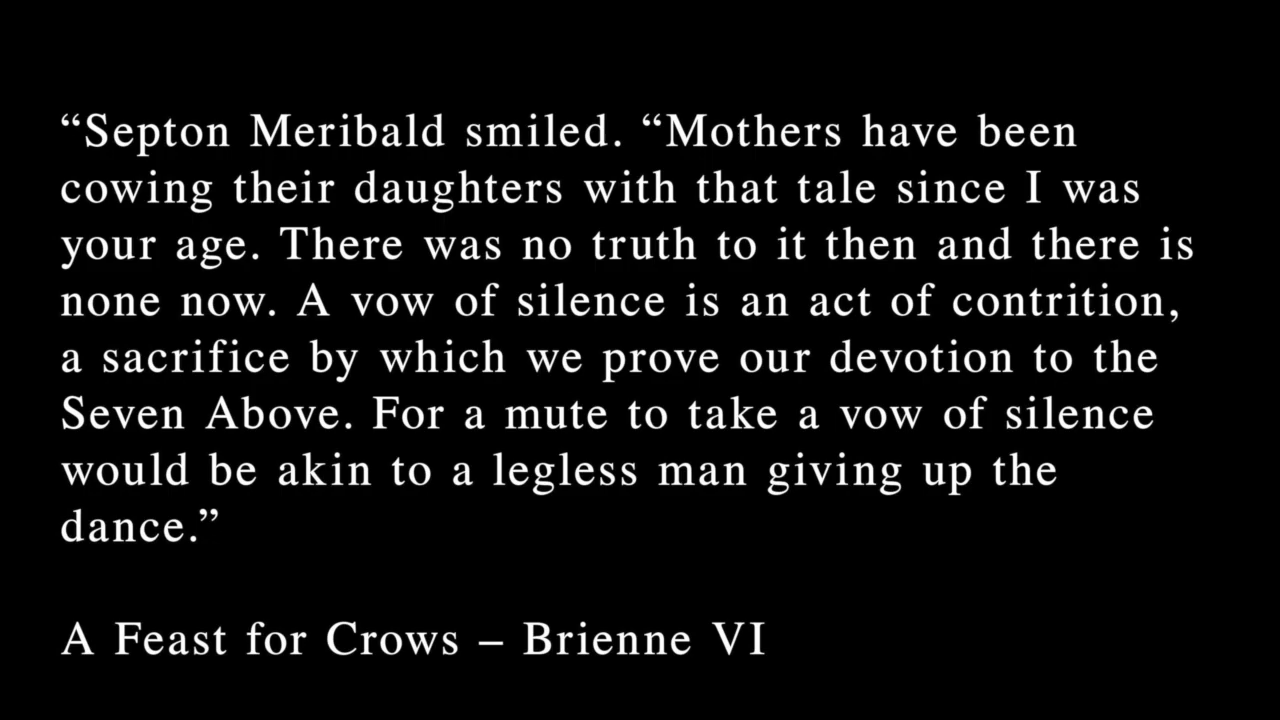 “Septon Meribald smiled. “Mothers have been
cowing their daughters with that tale since I was
your age. There was no truth to it then and there is
none now. A vow of silence is an act of contrition,
a sacrifice by which we prove our devotion to the
Seven Above. For a mute to take a vow of silence
would be akin to a legless man giving up the
dance.”
A Feast for Crows – Brienne VI